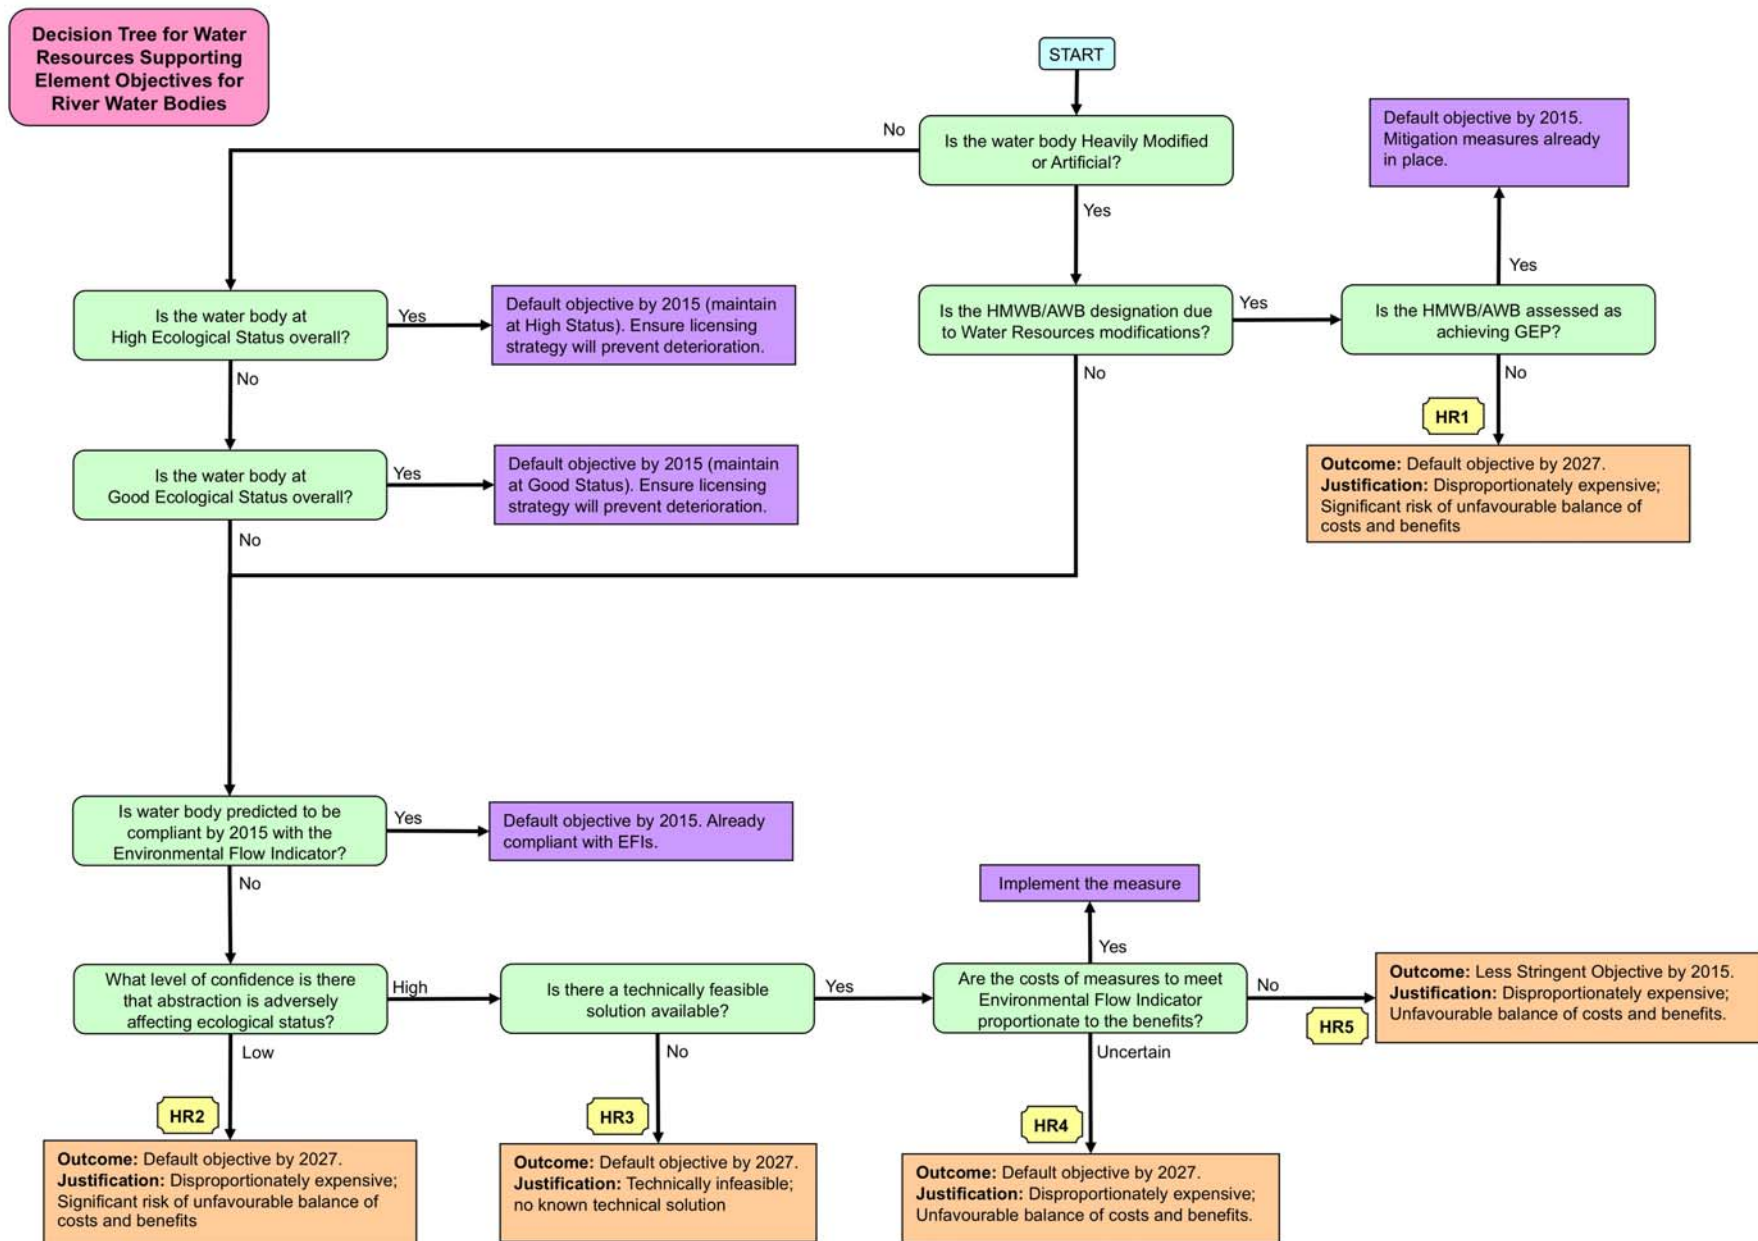 Decision Tree for Water
Resources Supporting
Element Objectives for
River Water Bodies
START
Is the water body Heavily Modified
or Artificial?
No
Yes
Default objective by 2015.
Mitigation measures already
in place.
Yes
Is the water body at
High Ecological Status overall?
Yes
Default objective by 2015 (maintain
at High Status). Ensure licensing
strategy will prevent deterioration.
Is the HMWB/AWB designation due
to Water Resources modifications?
Yes
Is the HMWB/AWB assessed as
achieving GEP?
No
No
No
HR1
Outcome: Default objective by 2027.
Justification: Disproportionately expensive;
Significant risk of unfavourable balance of
costs and benefits
Is the water body at
Good Ecological Status overall?
Yes
Default objective by 2015 (maintain
at Good Status). Ensure licensing
strategy will prevent deterioration.
No
Is water body predicted to be
compliant by 2015 with the
Environmental Flow Indicator?
Yes
Default objective by 2015. Already
compliant with EFIs.
No
Implement the measure
Yes
What level of confidence is there
that abstraction is adversely
affecting ecological status?
High
Is there a technically feasible
solution available?
Yes
Are the costs of measures to meet
Environmental Flow Indicator
proportionate to the benefits?
No
HR5
Outcome: Less Stringent Objective by 2015.
Justification: Disproportionately expensive;
Unfavourable balance of costs and benefits.
Low
No
Uncertain
HR2
Outcome: Default objective by 2027.
Justification: Disproportionately expensive;
Significant risk of unfavourable balance of
costs and benefits
HR3
Outcome: Default objective by 2027.
Justification: Technically infeasible;
no known technical solution
HR4
Outcome: Default objective by 2027.
Justification: Disproportionately expensive;
Unfavourable balance of costs and benefits.